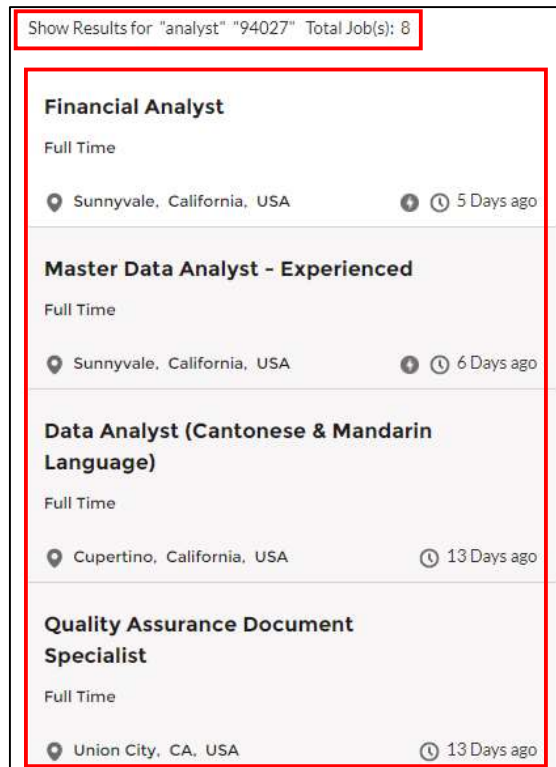 Show Results for "analyst" "94027" Total Job(s): 8
Financial Analyst
Full Time
Sunnyvale, California, USA 5 Days ago
Master Data Analyst - Experienced
Full Time
Sunnyvale, California, USA 6 Days ago
Data Analyst (Cantonese & Mandarin
Language)
Full Time
Cupertino, California, USA 13 Days ago
Quality Assurance Document
Specialist
Full Time
Union City, CA, USA 13 Days ago